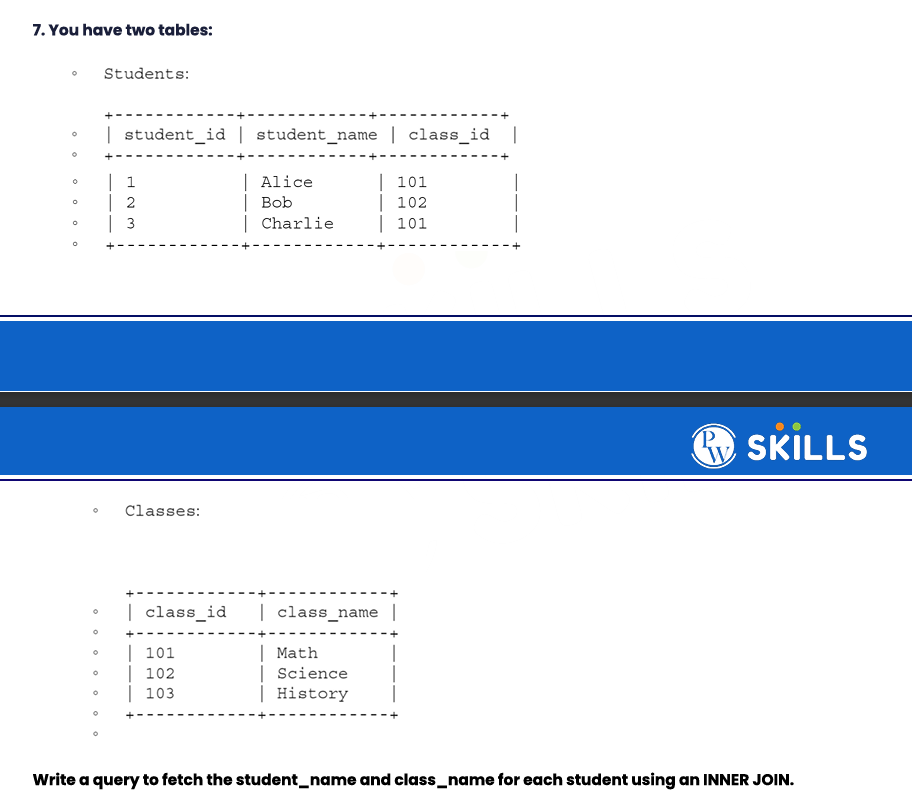 7. You have two tables:
◦ Students:
+------------+------------+------------+
◦ | student_id | student_name | class_id |
◦ +------------+------------+------------+
◦ | 1 | Alice | 101 |
◦ | 2 | Bob | 102 |
◦ | 3 | Charlie | 101 |
◦ +------------+------------+------------+
PW SKILLS
◦ Classes:
+------------+------------+
◦ | class_id | class_name |
◦ +------------+------------+
◦ | 101 | Math |
◦ | 102 | Science |
◦ | 103 | History |
◦ +------------+------------+
◦
Write a query to fetch the student_name and class_name for each student using an INNER JOIN.